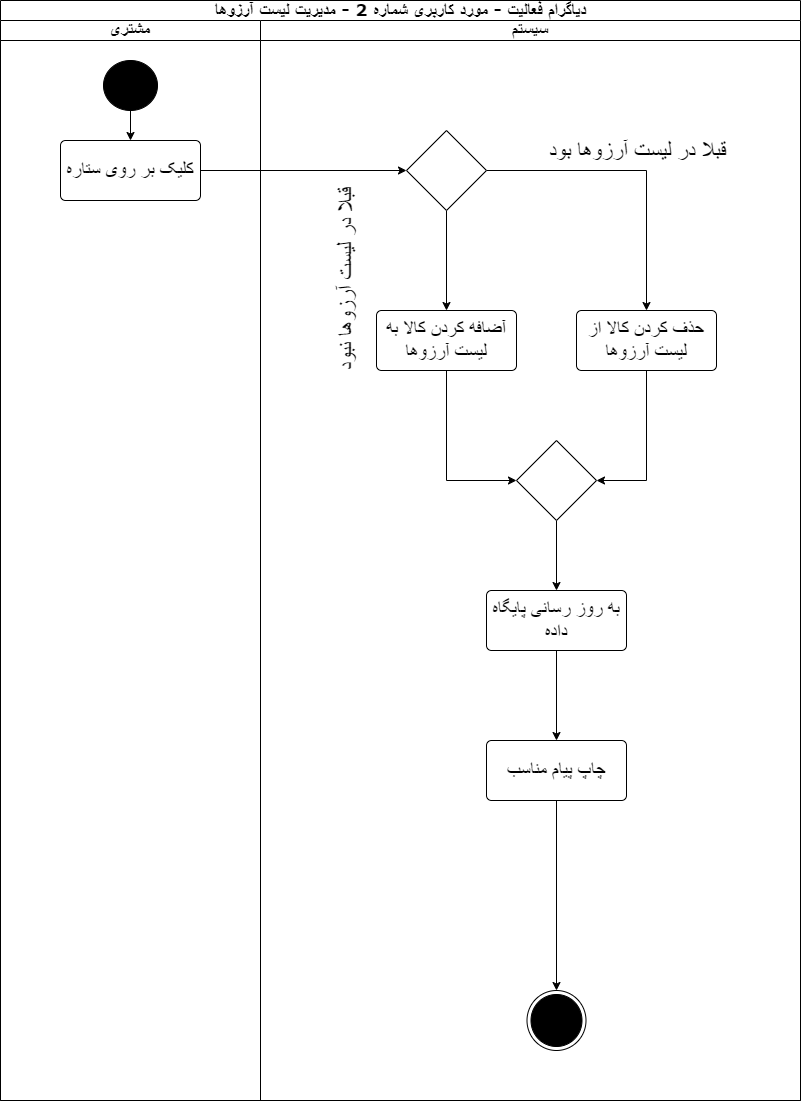 دیاگرام فعالیت - مورد کاربری شماره 2 - مدیریت لیست آرزوها
مشتری
سیستم
کلیک بر روی ستاره
قبلا در لیست آرزوها بود
قبلا در لیست آرزوها نبود
آضافه کردن کالا به
لیست آرزوها
حذف کردن کالا از
لیست آرزوها
به روز رسانی پایگاه
داده
چاپ پیام مناسب